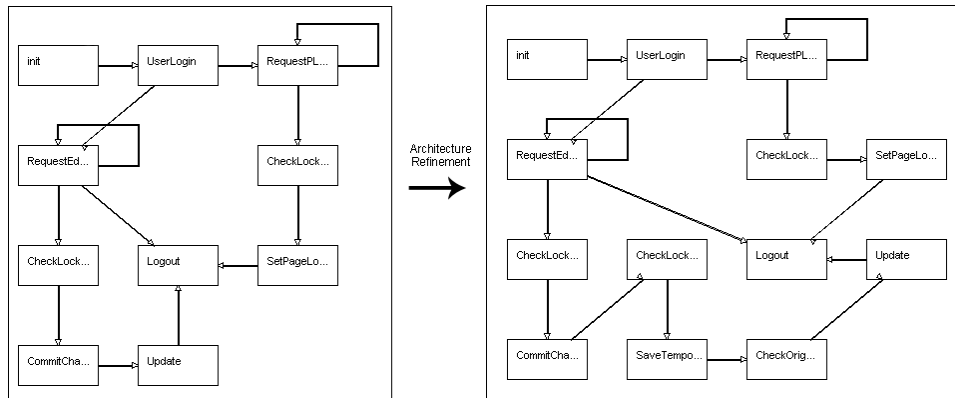 init
UserLogin
RequestPL...
RequestEd...
CheckLock...
CheckLock...
Logout
SetPageLo...
CommitCha...
Update
Architecture
Refinement
init
UserLogin
RequestPL...
RequestEd...
CheckLock...
SetPageLo...
CheckLock...
CheckLock...
Logout
Update
CommitCha...
SaveTempo...
CheckOrig...